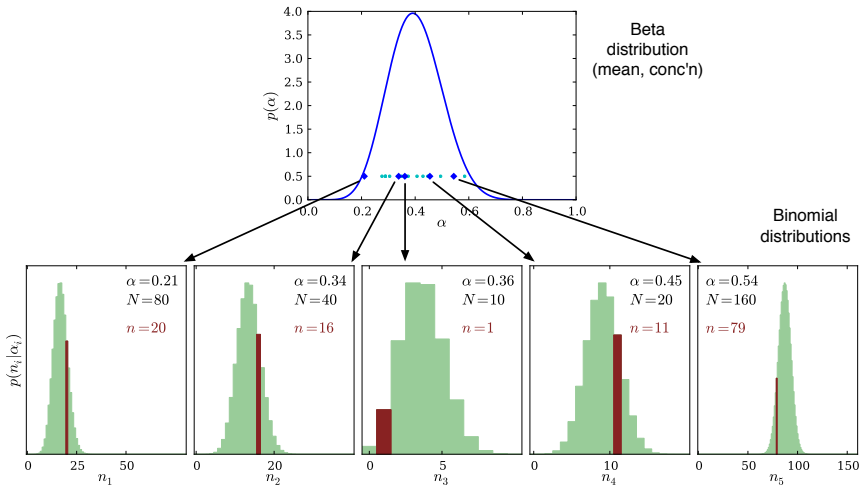 4.0
3.5
3.0
2.5
2.0
1.5
1.0
0.5
0.0
p(α)
0.0 0.2 0.4 0.6 0.8 1.0
α
Beta
distribution
(mean, conc'n)
Binomial
distributions
p(n_i|α_i)
α=0.21
N=80
n=20
0 50
n_1
α=0.34
N=40
n=16
0 20
n_2
α=0.36
N=10
n=1
0 5
n_3
α=0.45
N=20
n=11
0 10
n_4
α=0.54
N=160
n=79
0 50 100 150
n_5